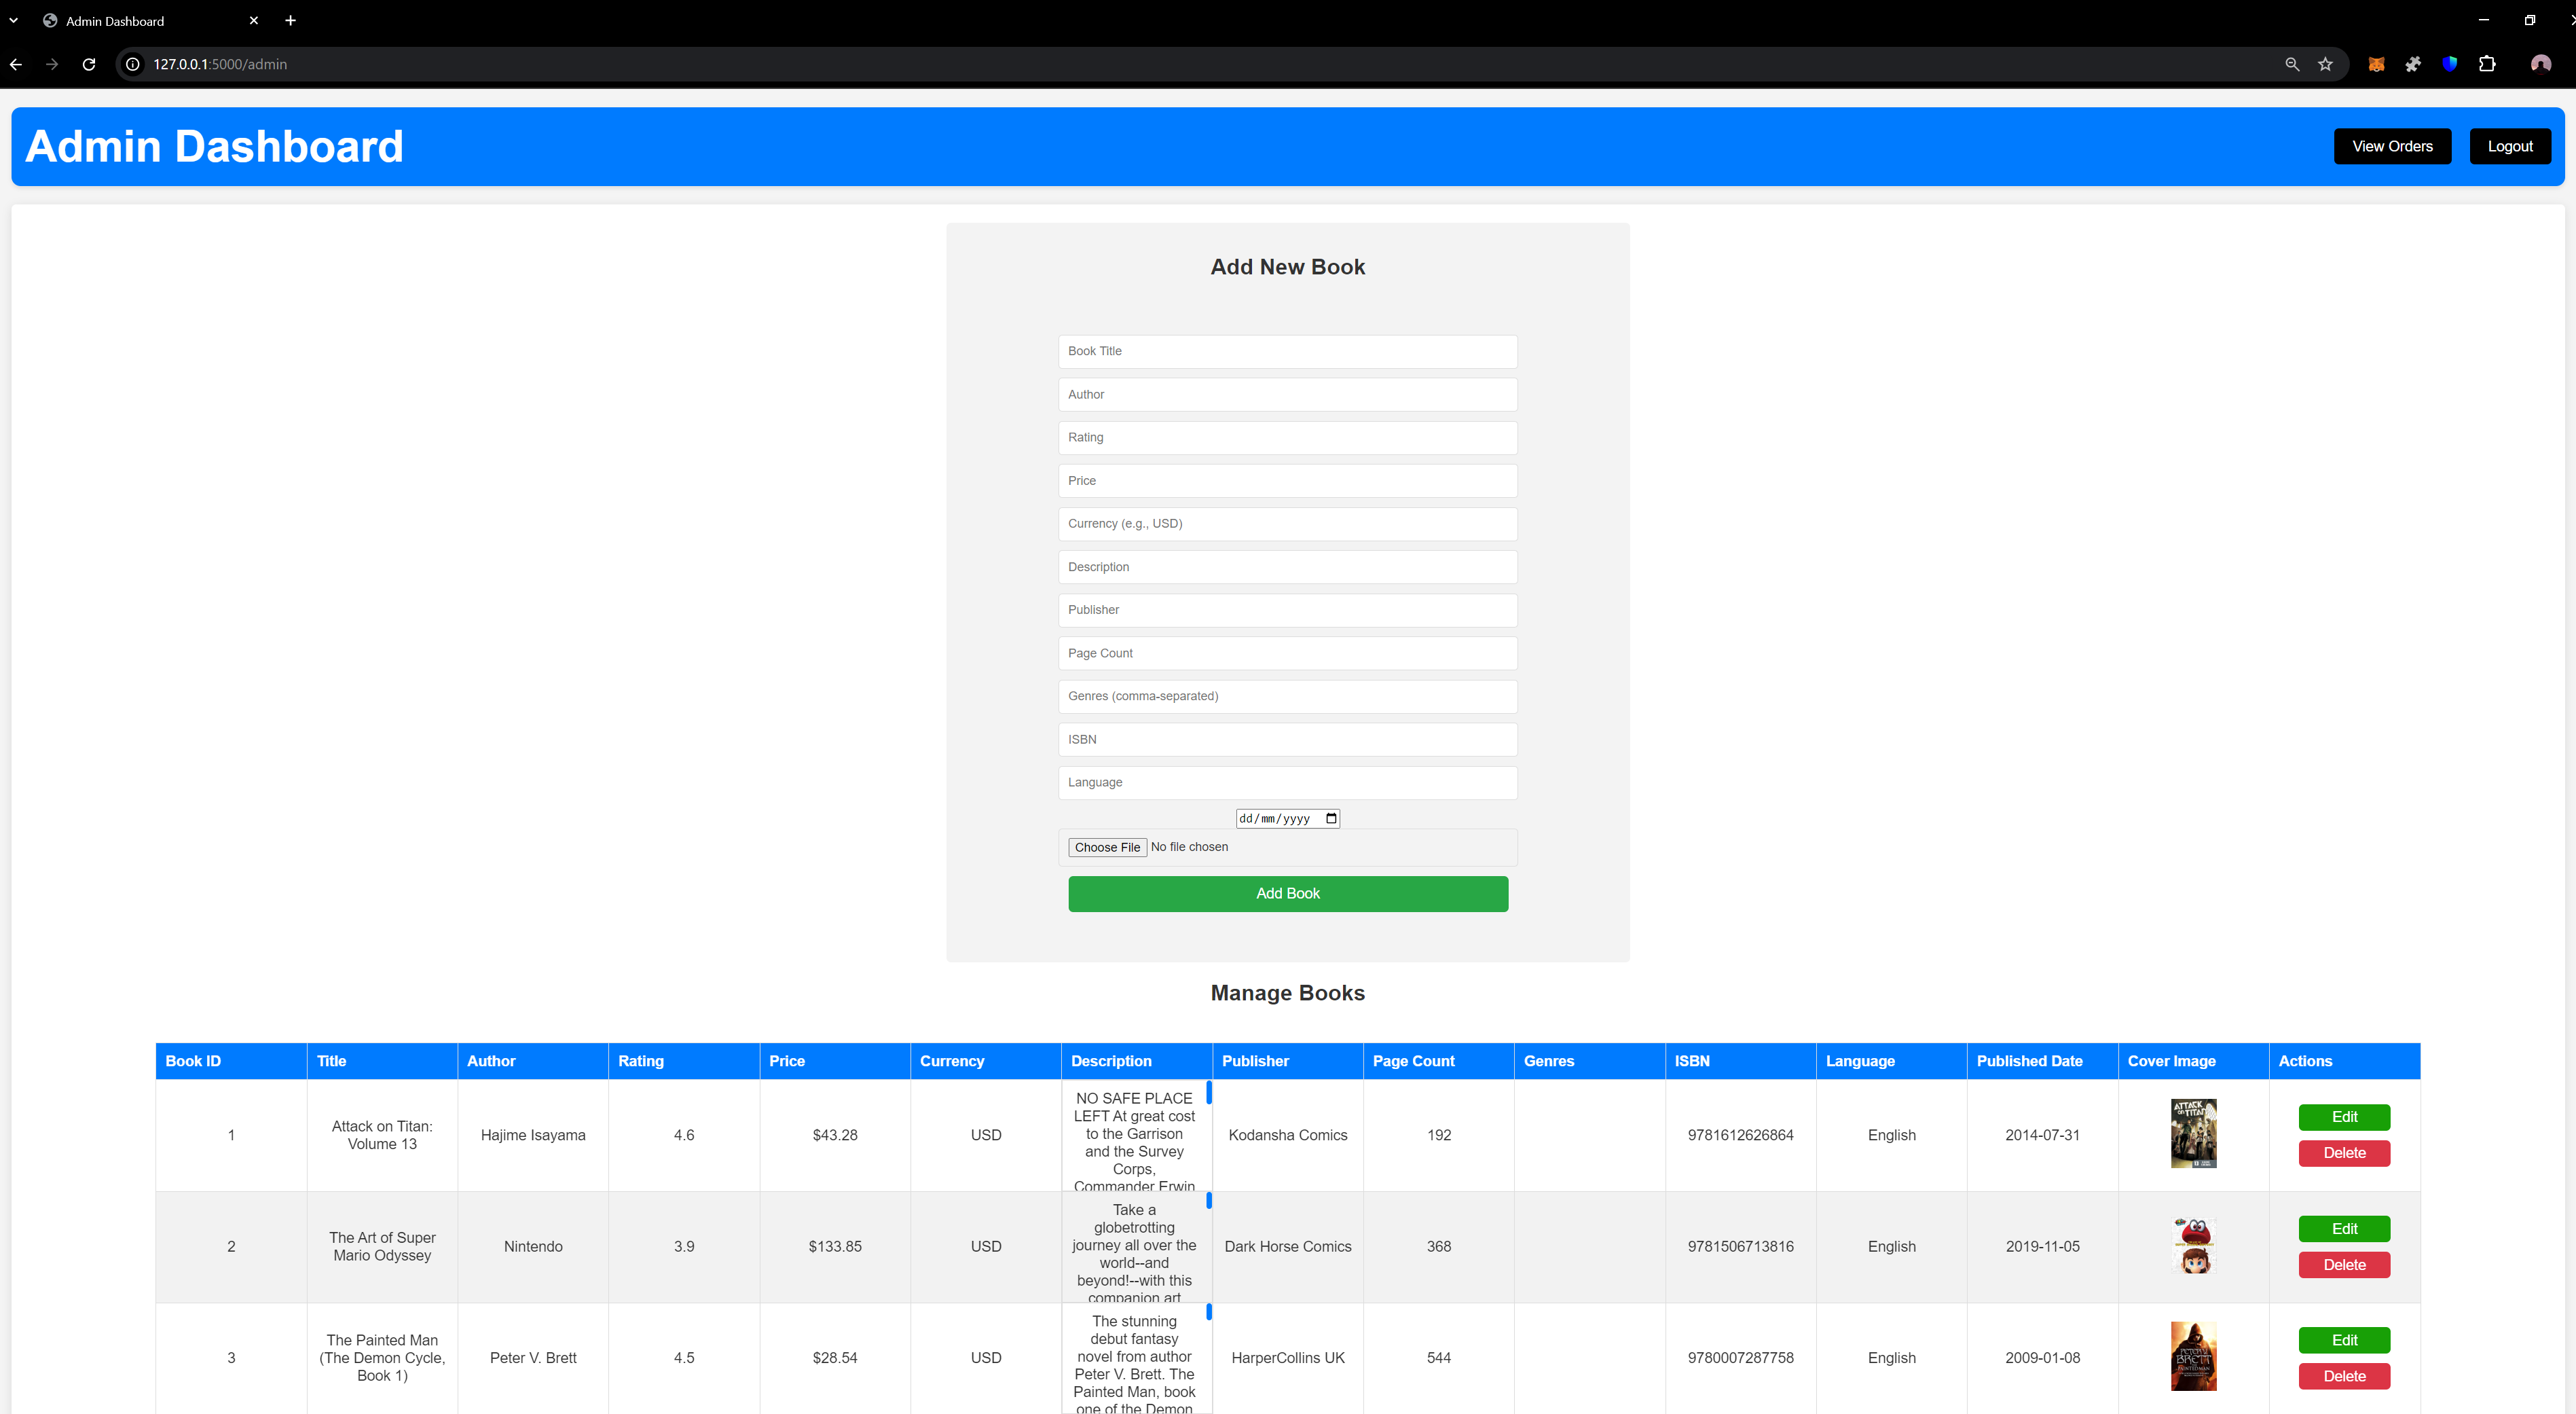 Admin Dashboard
127.0.0.1:5000/admin
Admin Dashboard
View Orders
Logout
Add New Book
Book Title
Author
Rating
Price
Currency (e.g., USD)
Description
Publisher
Page Count
Genres (comma-separated)
ISBN
Language
dd/mm/yyyy
Choose File No file chosen
Add Book
Manage Books
Book ID Title Author Rating Price Currency Description Publisher Page Count Genres ISBN Language Published Date Cover Image Actions
1
Attack on Titan:
Volume 13
Hajime Isayama
4.6
$43.28
USD
NO SAFE PLACE
LEFT At great cost
to the Garrison
and the Survey
Corps,
Commander Erwin
Kodansha Comics
192
9781612626864
English
2014-07-31
ATTACK
ON TITAN
13
Edit
Delete
2
The Art of Super
Mario Odyssey
Nintendo
3.9
$133.85
USD
Take a
globetrotting
journey all over the
world--and
beyond!--with this
companion art
Dark Horse Comics
368
9781506713816
English
2019-11-05
Edit
Delete
3
The Painted Man
(The Demon Cycle,
Book 1)
Peter V. Brett
4.5
$28.54
USD
The stunning
debut fantasy
novel from author
Peter V. Brett. The
Painted Man, book
one of the Demon
HarperCollins UK
544
9780007287758
English
2009-01-08
PETER V.
BRETT
Edit
Delete